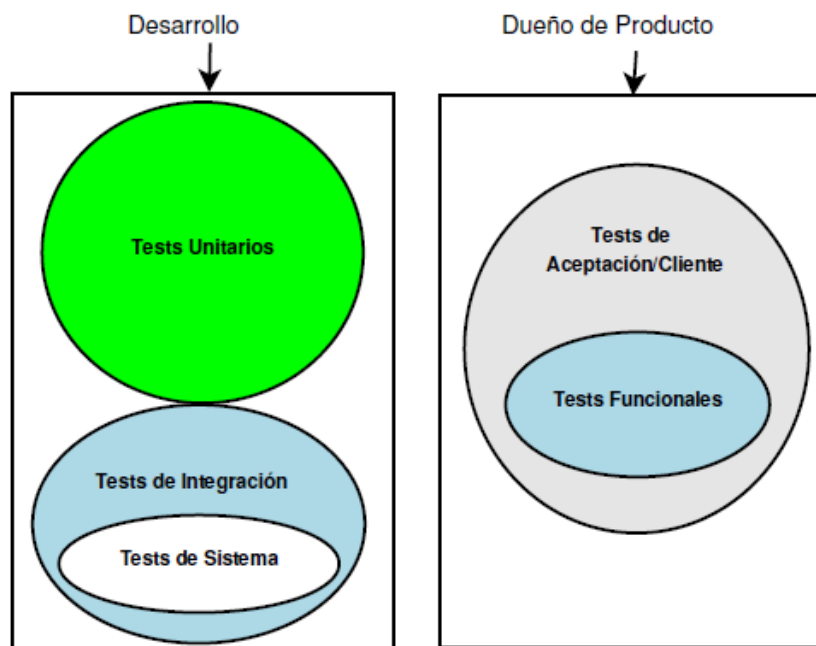 Desarrollo
Dueño de Producto
Tests Unitarios
Tests de Integración
Tests de Sistema
Tests de
Aceptación/Cliente
Tests Funcionales